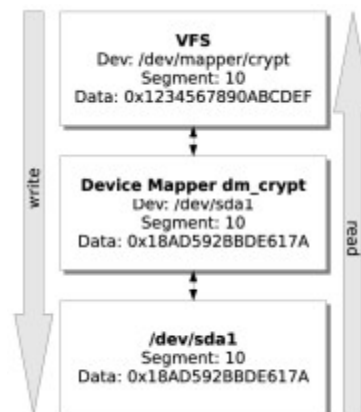 VFS
Dev: /dev/mapper/crypt
Segment: 10
Data: 0x1234567890ABCDEF
write
Device Mapper dm_crypt
Dev: /dev/sda1
Segment: 10
Data: 0x18AD592BBDE617A
read
/dev/sda1
Segment: 10
Data: 0x18AD592BBDE617A